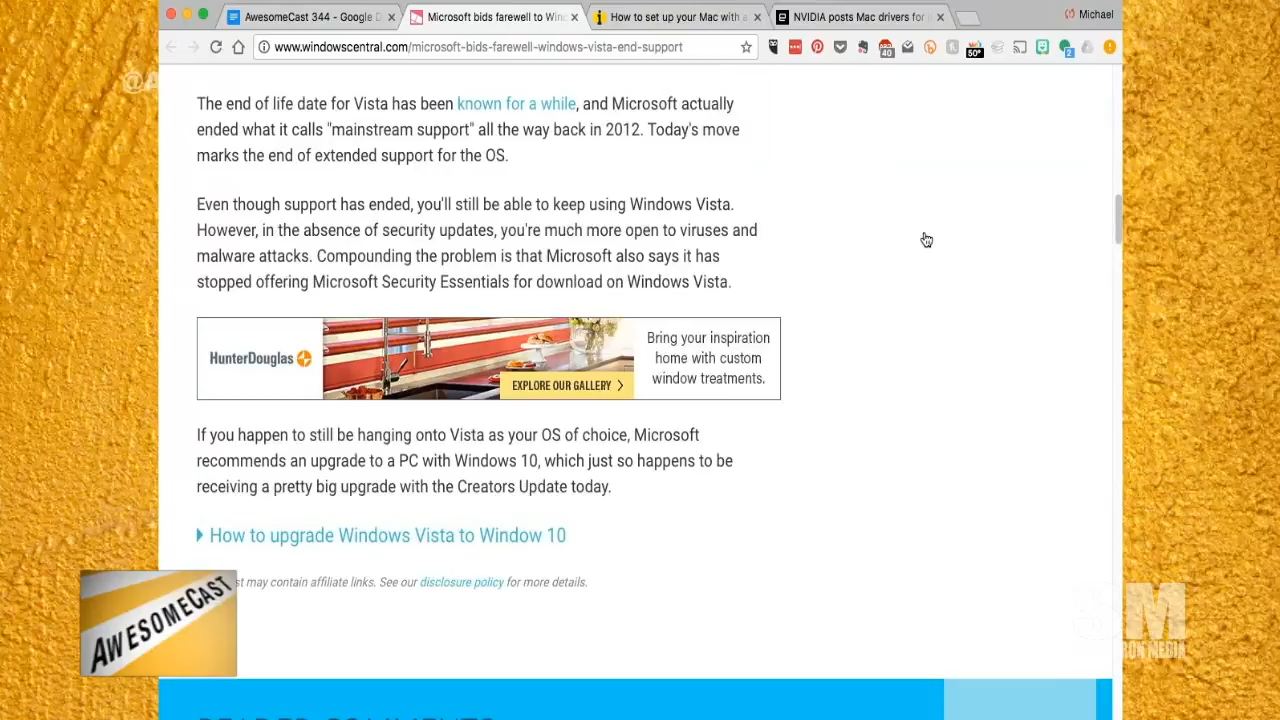 AwesomeCast 344 - Google D
Microsoft bids farewell to Win
How to set up your Mac with a
NVIDIA posts Mac drivers for
Michael
www.windowscentral.com/microsoft-bids-farewell-windows-vista-end-support
40
50+
2
@A
The end of life date for Vista has been known for a while, and Microsoft actually
ended what it calls "mainstream support" all the way back in 2012. Today's move
marks the end of extended support for the OS.
Even though support has ended, you'll still be able to keep using Windows Vista.
However, in the absence of security updates, you're much more open to viruses and
malware attacks. Compounding the problem is that Microsoft also says it has
stopped offering Microsoft Security Essentials for download on Windows Vista.
HunterDouglas
EXPLORE OUR GALLERY >
Bring your inspiration
home with custom
window treatments.
If you happen to still be hanging onto Vista as your OS of choice, Microsoft
recommends an upgrade to a PC with Windows 10, which just so happens to be
receiving a pretty big upgrade with the Creators Update today.
How to upgrade Windows Vista to Window 10
st may contain affiliate links. See our disclosure policy for more details.
AWESOMECAST
SM
MEDIA